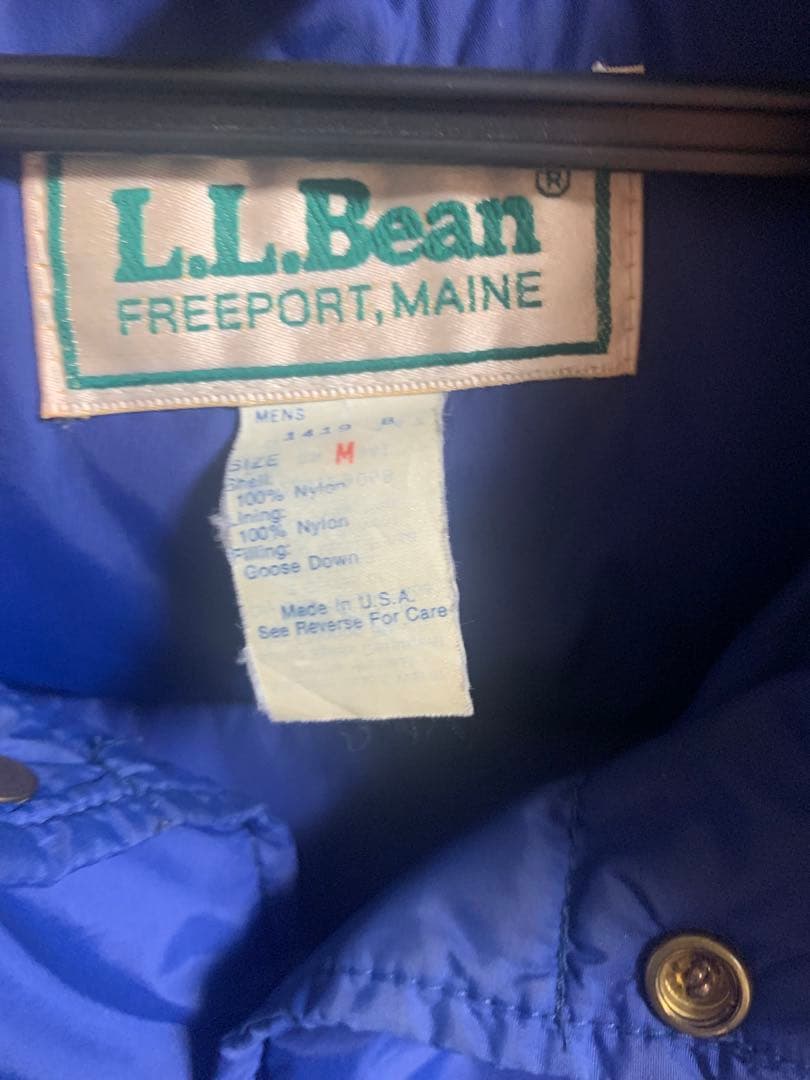 L.L.Bean®
FREEPORT, MAINE
MENS
1419 B
SIZE M
Shell:
100% Nylon
Lining:
100% Nylon
Filling:
Goose Down
Made in U.S.A.
See Reverse For Care